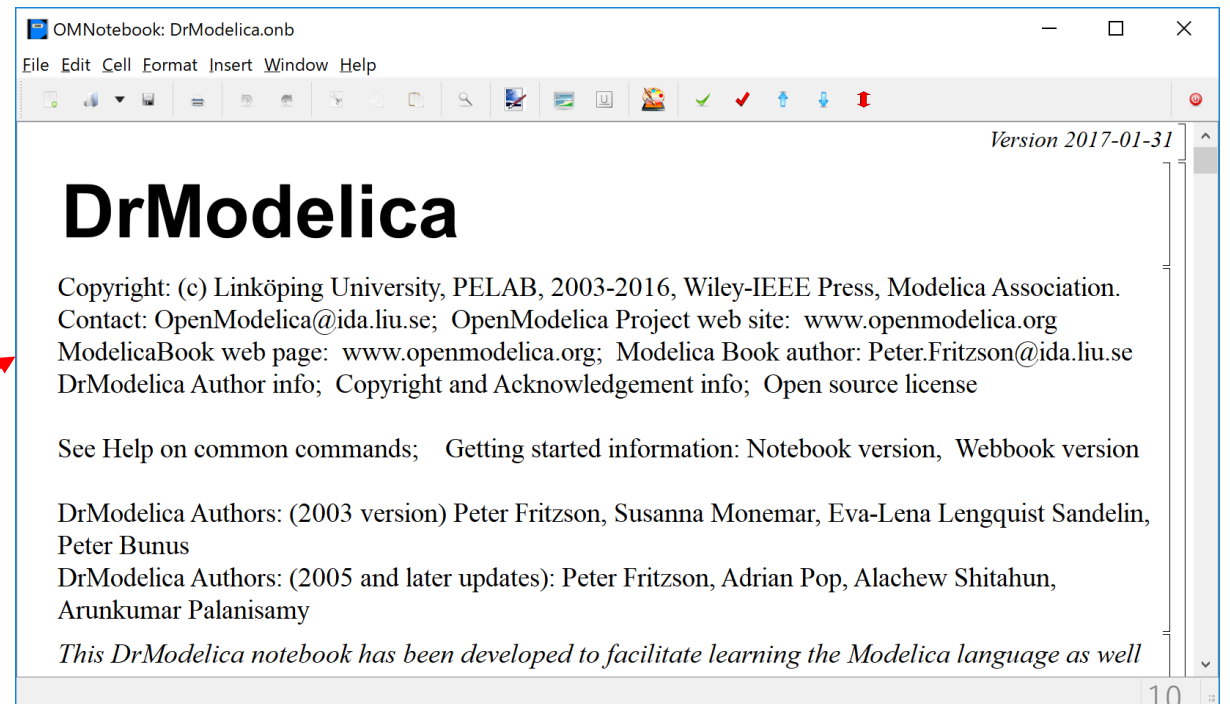 OMNotebook: DrModelica.onb
File Edit Cell Format Insert Window Help
Version 2017-01-31
DrModelica
Copyright: (c) Linköping University, PELAB, 2003-2016, Wiley-IEEE Press, Modelica Association.
Contact: OpenModelica@ida.liu.se;  OpenModelica Project web site:  www.openmodelica.org
ModelicaBook web page:  www.openmodelica.org;  Modelica Book author: Peter.Fritzson@ida.liu.se
DrModelica Author info;  Copyright and Acknowledgement info;  Open source license
See Help on common commands;    Getting started information: Notebook version,  Webbook version
DrModelica Authors: (2003 version) Peter Fritzson, Susanna Monemar, Eva-Lena Lengquist Sandelin,
Peter Bunus
DrModelica Authors: (2005 and later updates): Peter Fritzson, Adrian Pop, Alachew Shitahun,
Arunkumar Palanisamy
This DrModelica notebook has been developed to facilitate learning the Modelica language as well
10